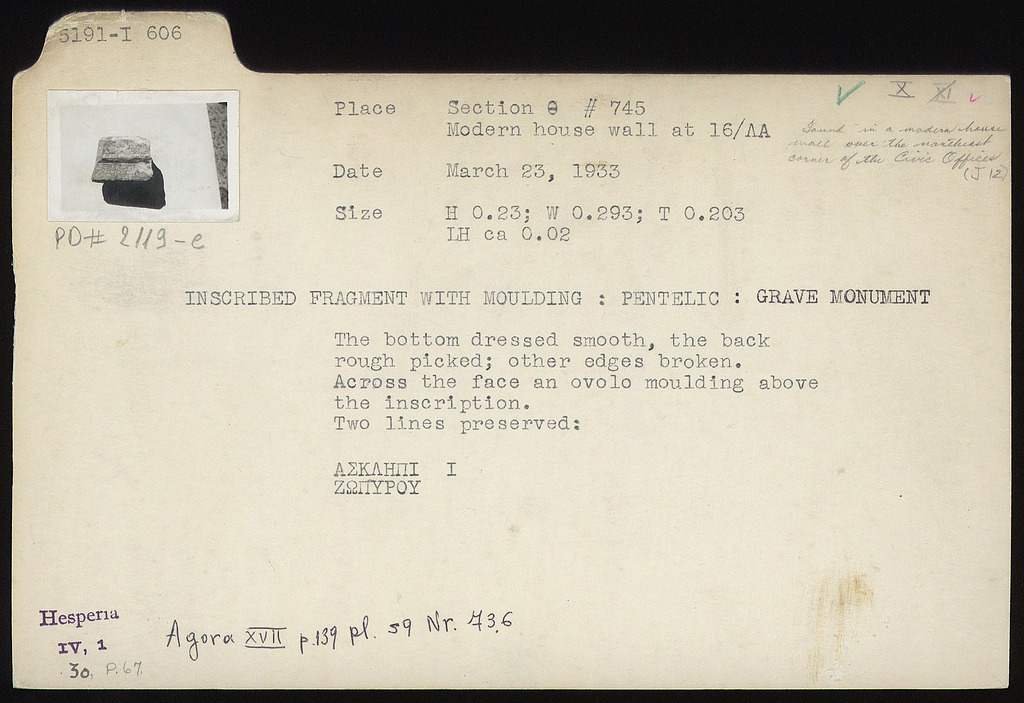 5191-I 606
Place Section Θ # 745
Modern house wall at 16/ΛΑ
✓ X XI ✓
Found in a modern house
wall over the northeast
corner of the Civic Offices
(J 12)
Date March 23, 1933
Size H 0.23; W 0.293; T 0.203
LH ca 0.02
PD# 2119-e
INSCRIBED FRAGMENT WITH MOULDING : PENTELIC : GRAVE MONUMENT
The bottom dressed smooth, the back
rough picked; other edges broken.
Across the face an ovolo moulding above
the inscription.
Two lines preserved:
ΑΣΚΛΗΠΙ Ι
ΖΩΠΥΡΟΥ
Hesperia
IV, 1
30, P.67.
Agora XVII p.139 pl. 59 Nr. 736